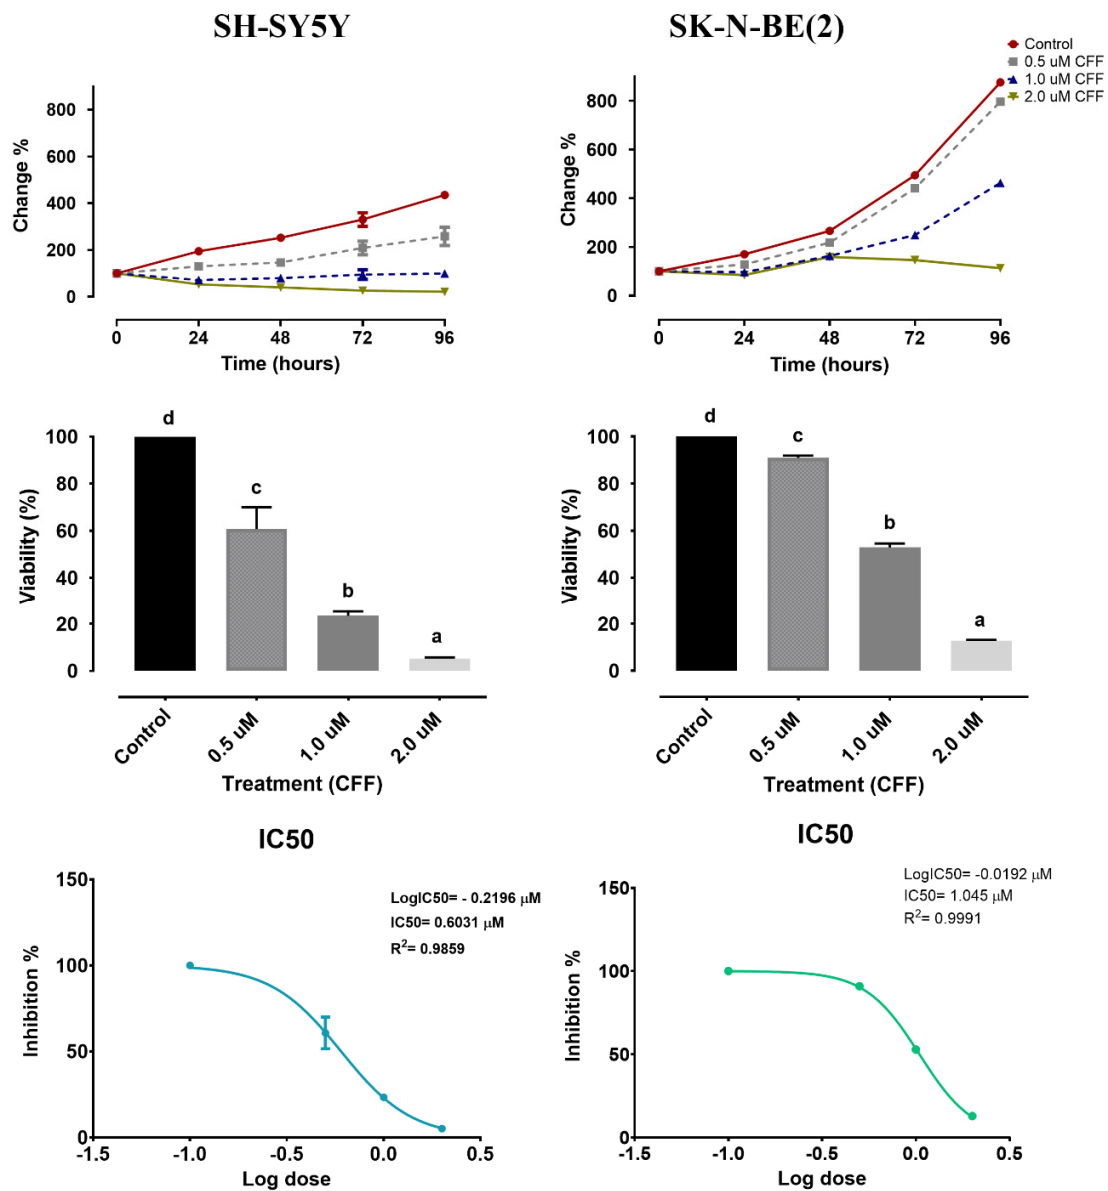 SH-SY5Y
SK-N-BE(2)
Control
0.5 uM CFF
1.0 uM CFF
2.0 uM CFF
Change %
800
600
400
200
0
0 24 48 72 96
Time (hours)
Change %
800
600
400
200
0
0 24 48 72 96
Time (hours)
Viability (%)
100
80
60
40
20
0
d
c
b
a
Control
0.5 uM
1.0 uM
2.0 uM
Treatment (CFF)
Viability (%)
100
80
60
40
20
0
d
c
b
a
Control
0.5 uM
1.0 uM
2.0 uM
Treatment (CFF)
IC50
LogIC50= - 0.2196 μM
IC50= 0.6031 μM
R²= 0.9859
Inhibition %
150
100
50
0
-1.5 -1.0 -0.5 0.0 0.5
Log dose
IC50
LogIC50= -0.0192 μM
IC50= 1.045 μM
R²= 0.9991
Inhibition %
150
100
50
0
-1.5 -1.0 -0.5 0.0 0.5
Log dose